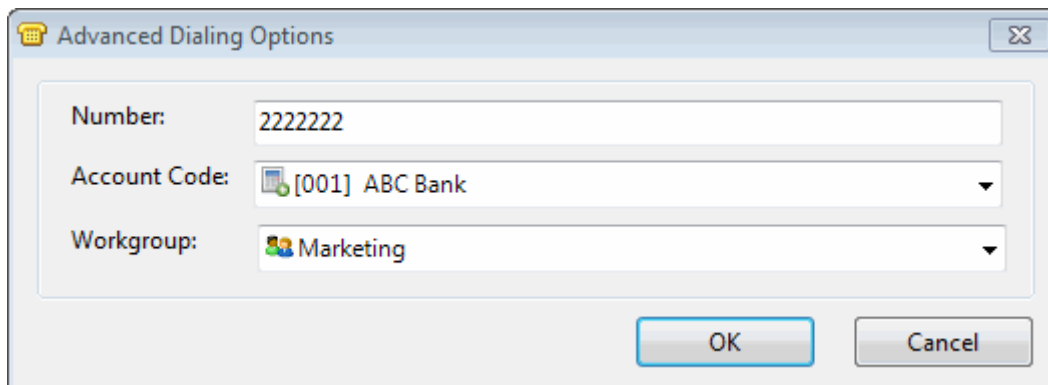 Advanced Dialing Options
Number: 2222222
Account Code: [001] ABC Bank
Workgroup: Marketing
OK Cancel